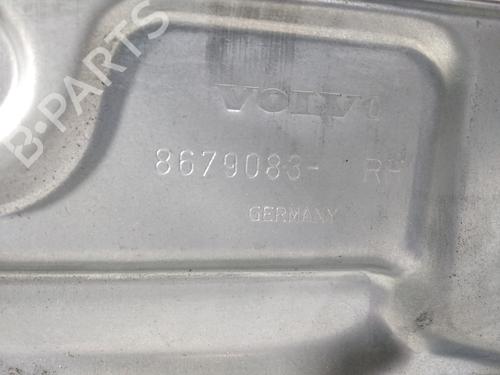 B-PARTS
VOLVO
8679083- RH
GERMANY